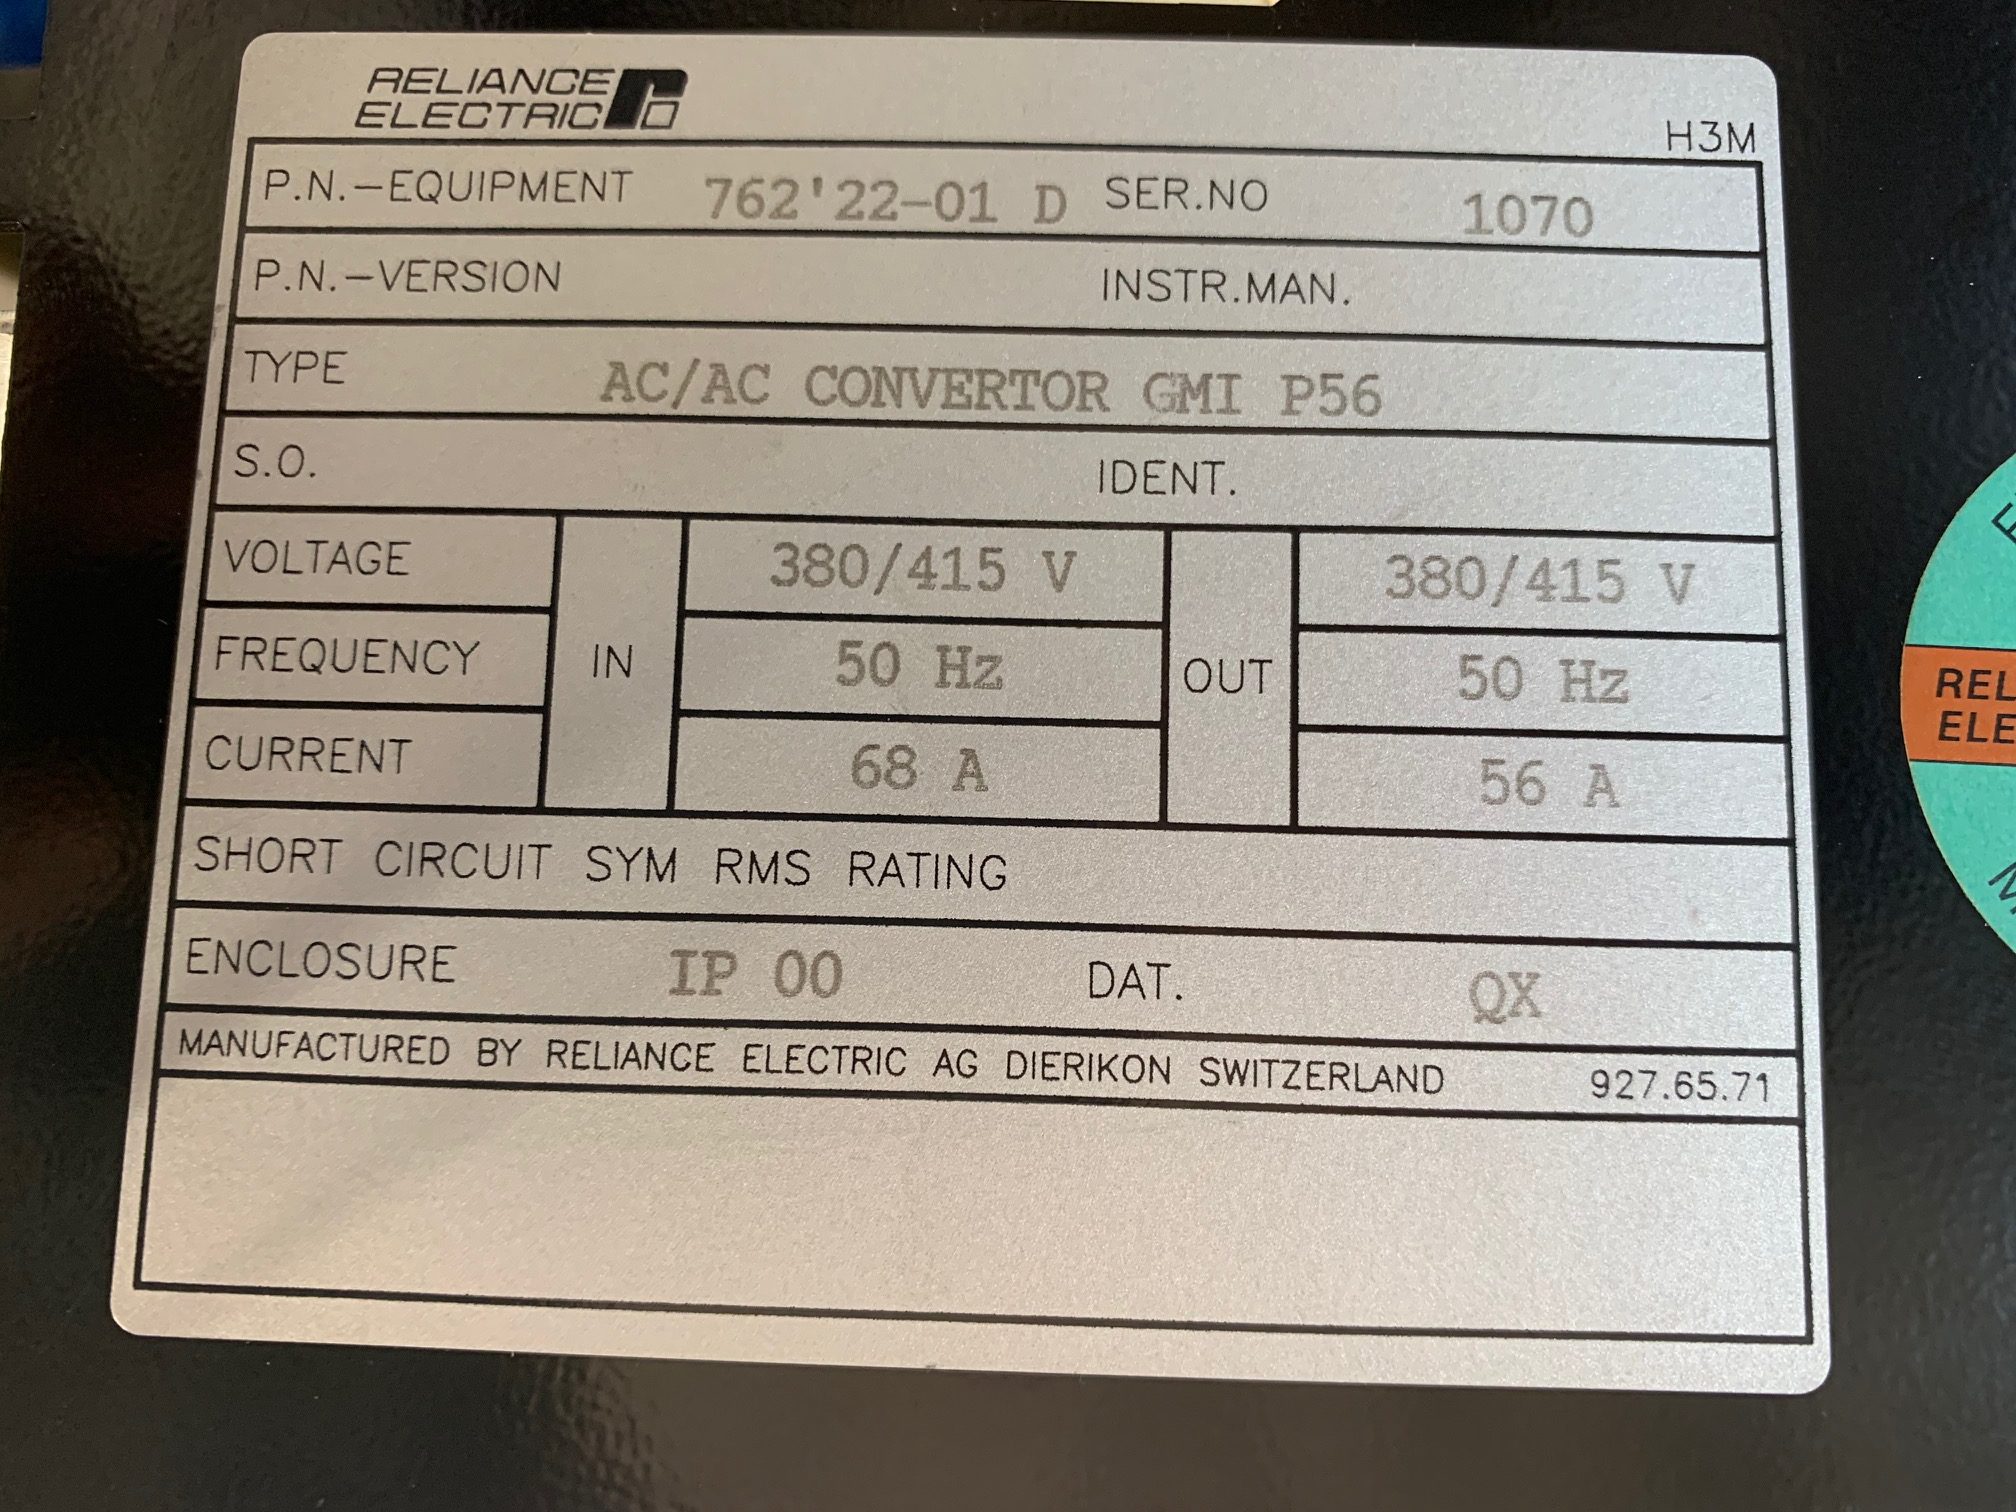 RELIANCE
ELECTRIC
H3M
P.N.-EQUIPMENT 762'22-01 D SER.NO 1070
P.N.-VERSION INSTR.MAN.
TYPE AC/AC CONVERTOR GMI P56
S.O. IDENT.
VOLTAGE IN 380/415 V OUT 380/415 V
FREQUENCY 50 Hz 50 Hz
CURRENT 68 A 56 A
SHORT CIRCUIT SYM RMS RATING
ENCLOSURE IP 00 DAT. QX
MANUFACTURED BY RELIANCE ELECTRIC AG DIERIKON SWITZERLAND 927.65.71
REL
ELE